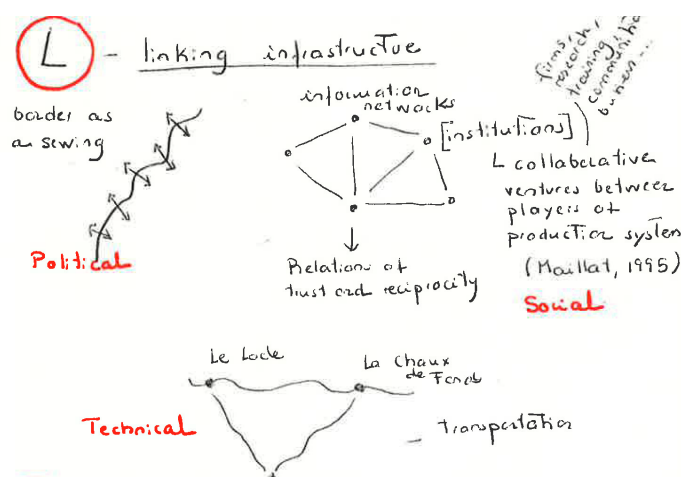 L - linking infrastructue
firms,
research,
training,
border as
a sewing
Political
information
networks
[institutions]
L collaborative
ventures between
players of
production system
(Maillat, 1995)
Social
Relations of
trust and reciprocity
Le Locle
La Chaux
de Fonds
Technical
- transportation